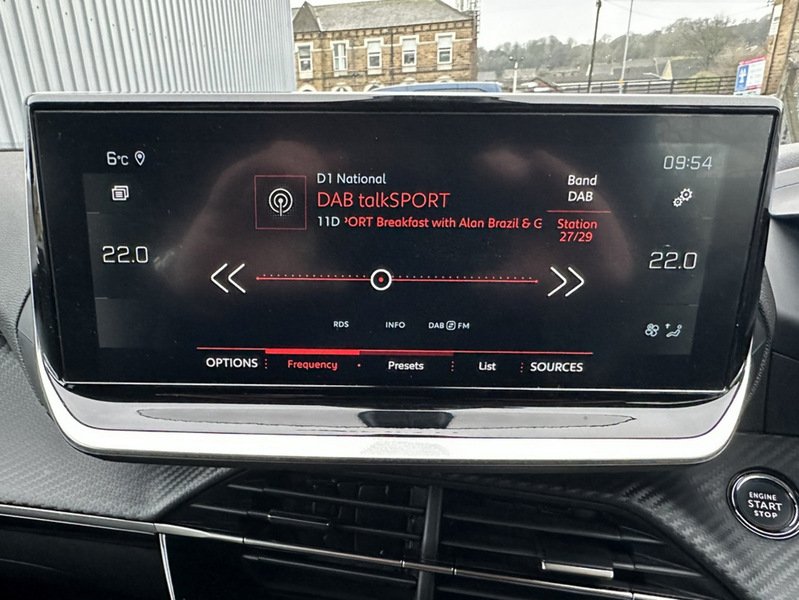 6°C
09:54
D1 National
DAB talkSPORT
11D 'ORT Breakfast with Alan Brazil & G
Band
DAB
Station
27/29
22.0
22.0
RDS
INFO
DAB FM
OPTIONS
Frequency
Presets
List
SOURCES
ENGINE
START
STOP